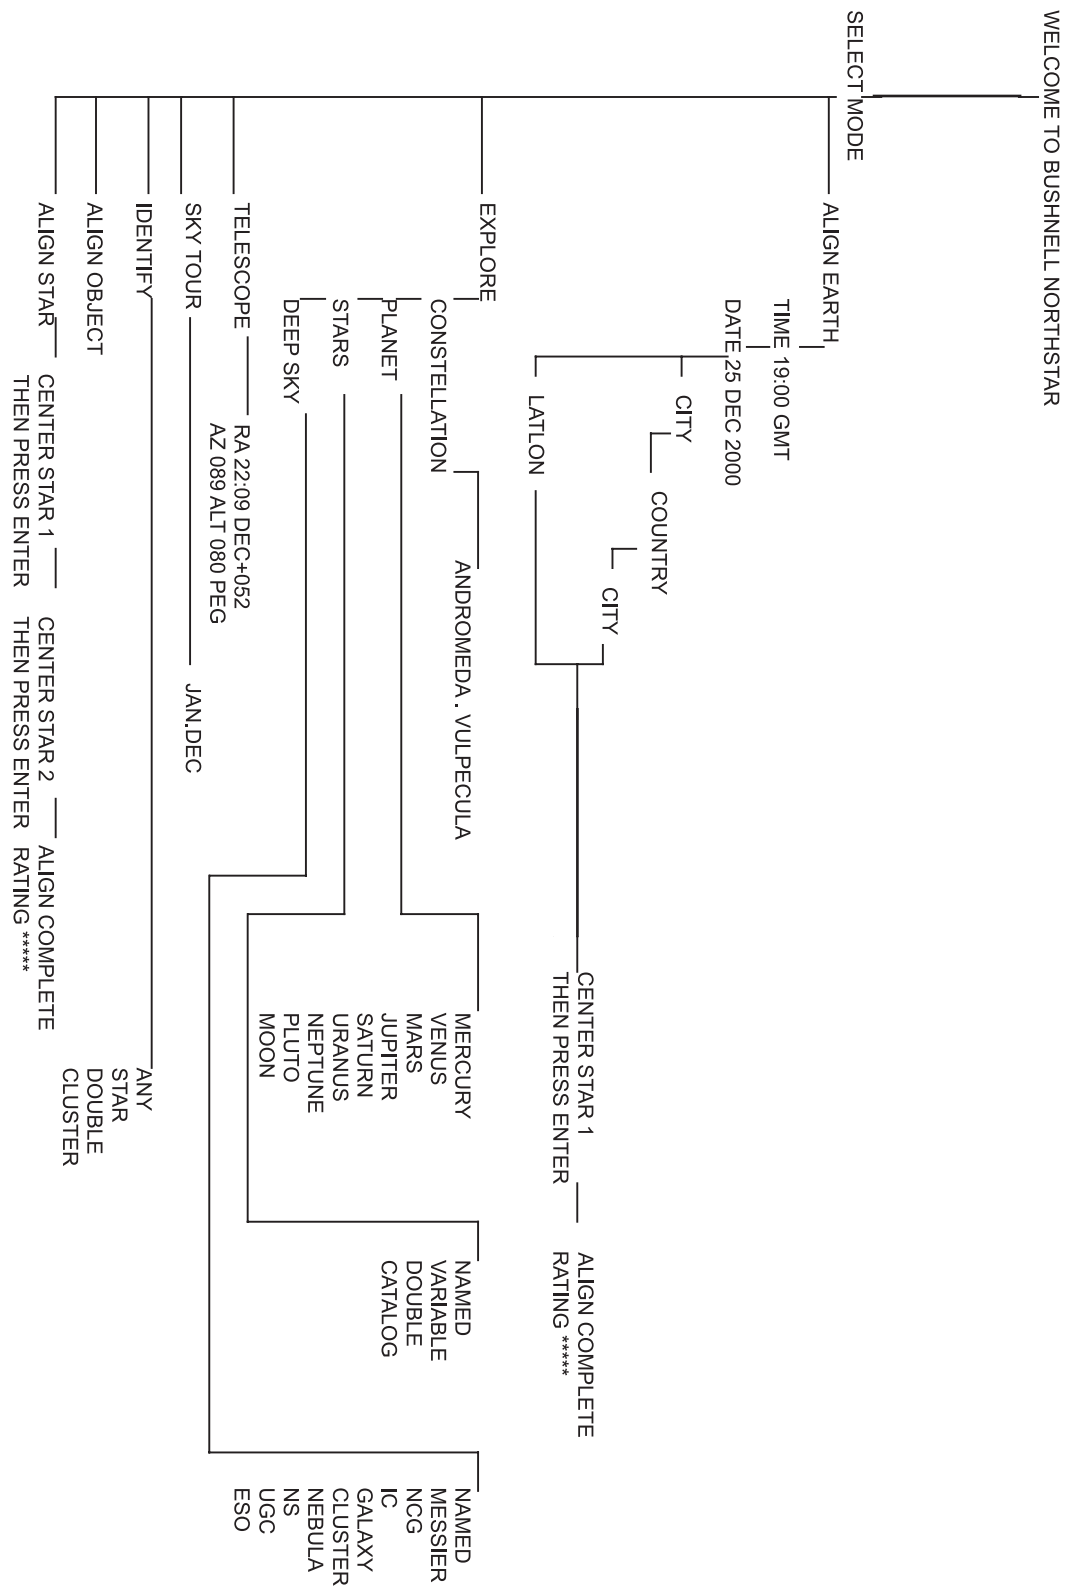 WELCOME TO BUSHNELL NORTHSTAR
SELECT MODE
ALIGN EARTH
TIME 19:00 GMT
DATE 25 DEC 2000
CITY
COUNTRY
CITY
LATLON
CENTER STAR 1
THEN PRESS ENTER
ALIGN COMPLETE
RATING *****
EXPLORE
CONSTELLATION
ANDROMEDA . VULPECULA
PLANET
MERCURY
VENUS
MARS
JUPITER
SATURN
URANUS
NEPTUNE
PLUTO
MOON
STARS
NAMED
VARIABLE
DOUBLE
CATALOG
DEEP SKY
NAMED
MESSIER
NCG
IC
GALAXY
CLUSTER
NEBULA
NS
UGC
ESO
TELESCOPE
RA 22:09 DEC+052
AZ 089 ALT 080 PEG
SKY TOUR
JAN.DEC
IDENTIFY
ANY
STAR
DOUBLE
CLUSTER
ALIGN OBJECT
ALIGN STAR
CENTER STAR 1
THEN PRESS ENTER
CENTER STAR 2
THEN PRESS ENTER
ALIGN COMPLETE
RATING *****